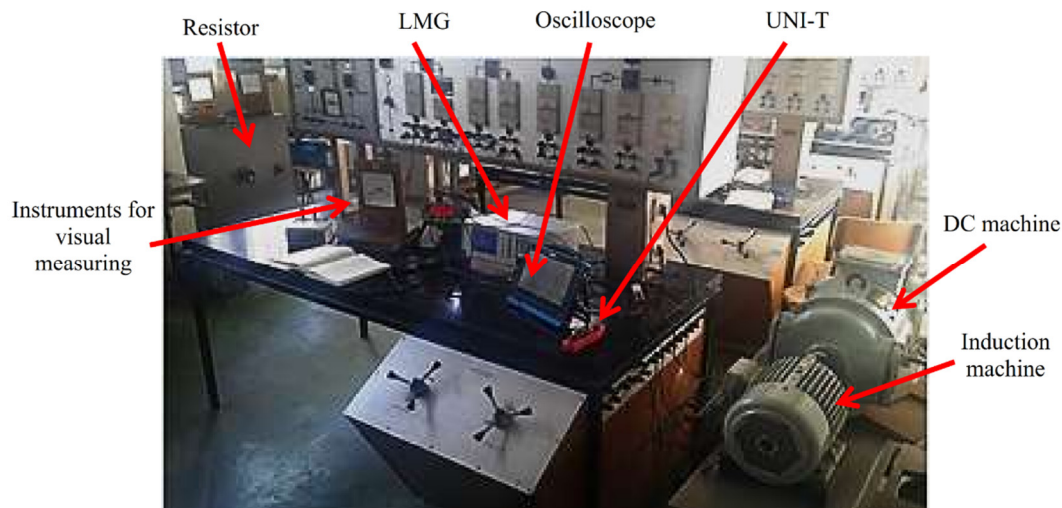 Resistor
LMG
Oscilloscope
UNI-T
Instruments for
visual
measuring
DC machine
Induction
machine